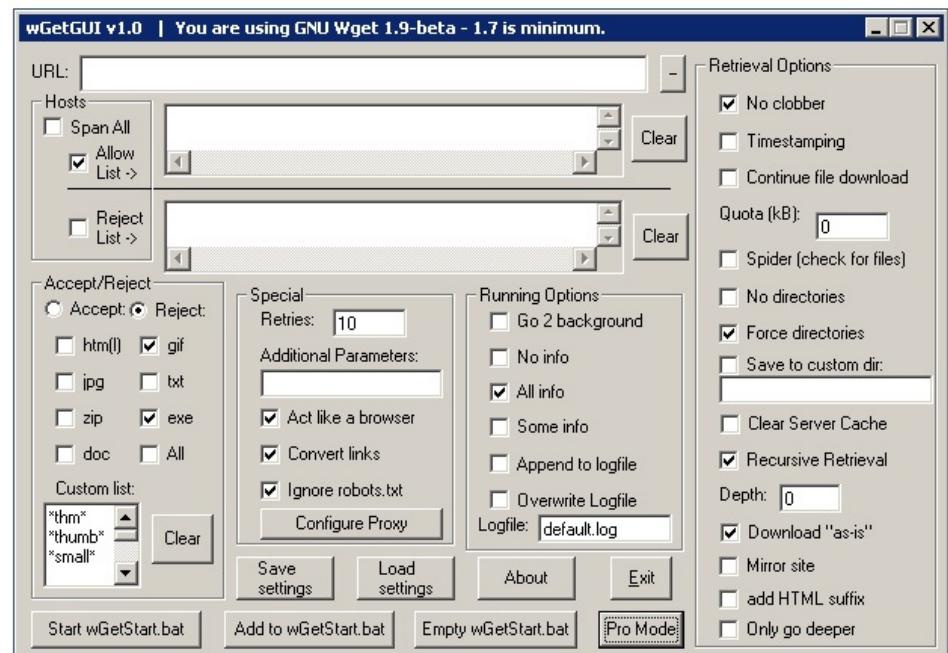 wGetGUI v1.0 | You are using GNU Wget 1.9-beta - 1.7 is minimum.
URL:
-
Hosts
Span All
Allow
List ->
Clear
Reject
List ->
Clear
Accept/Reject
Accept: Reject:
htm(l) gif
jpg txt
zip exe
doc All
Custom list:
*thm*
*thumb*
*small*
Clear
Special
Retries: 10
Additional Parameters:
Act like a browser
Convert links
Ignore robots.txt
Configure Proxy
Running Options
Go 2 background
No info
All info
Some info
Append to logfile
Overwrite Logfile
Logfile: default.log
Retrieval Options
No clobber
Timestamping
Continue file download
Quota (kB): 0
Spider (check for files)
No directories
Force directories
Save to custom dir:
Clear Server Cache
Recursive Retrieval
Depth: 0
Download "as-is"
Mirror site
add HTML suffix
Only go deeper
Save
settings
Load
settings
About
Exit
Start wGetStart.bat
Add to wGetStart.bat
Empty wGetStart.bat
Pro Mode